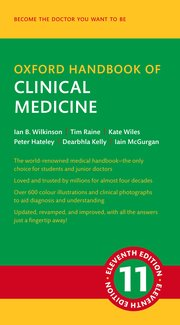 BECOME THE DOCTOR YOU WANT TO BE
OXFORD HANDBOOK OF
CLINICAL
MEDICINE
Ian B. Wilkinson Tim Raine Kate Wiles
Peter Hateley Dearbhla Kelly Iain McGurgan
The world-renowned medical handbook—the only
choice for students and junior doctors
Loved and trusted by millions for almost four decades
Over 600 colour illustrations and clinical photographs
to aid diagnosis and understanding
Updated, revamped, and improved, with all the answers
just a fingertip away!
ELEVENTH EDITION
11
ELEVENTH EDITION